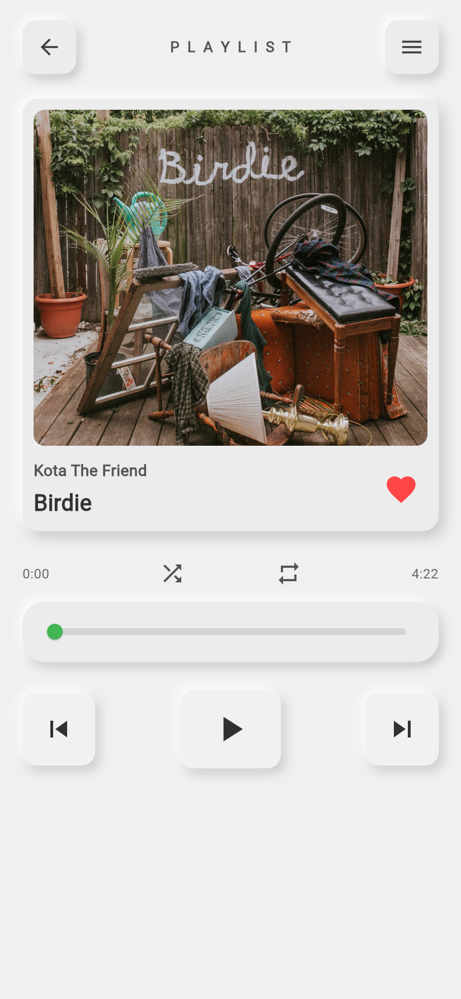 PLAYLIST
Birdie
Kota The Friend
Birdie
0:00
4:22